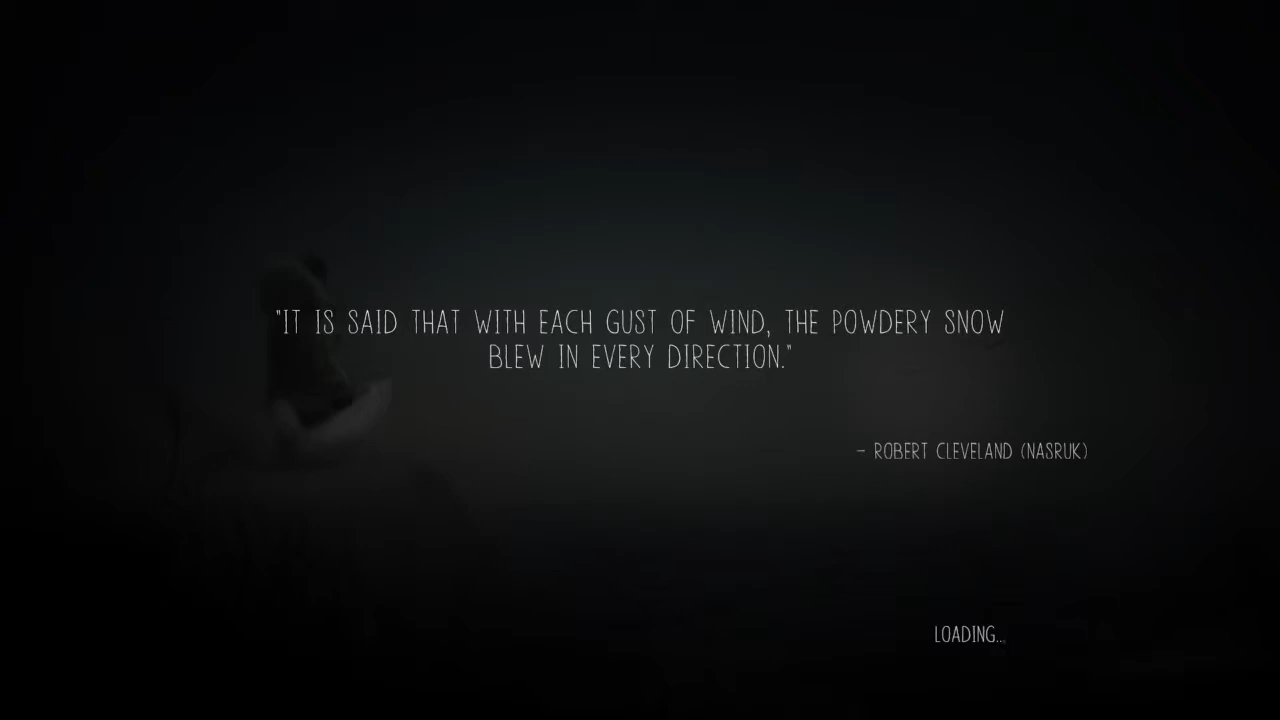 "IT IS SAID THAT WITH EACH GUST OF WIND, THE POWDERY SNOW
BLEW IN EVERY DIRECTION."
- ROBERT CLEVELAND (NASRUK)
LOADING...